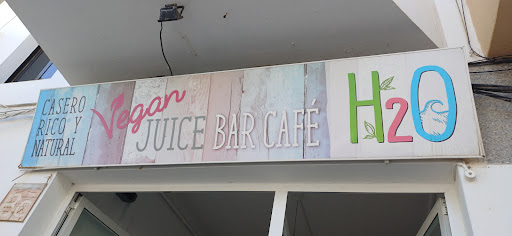 CASERO
RICO Y
NATURAL
Vegan
JUICE BAR CAFÉ
H2O